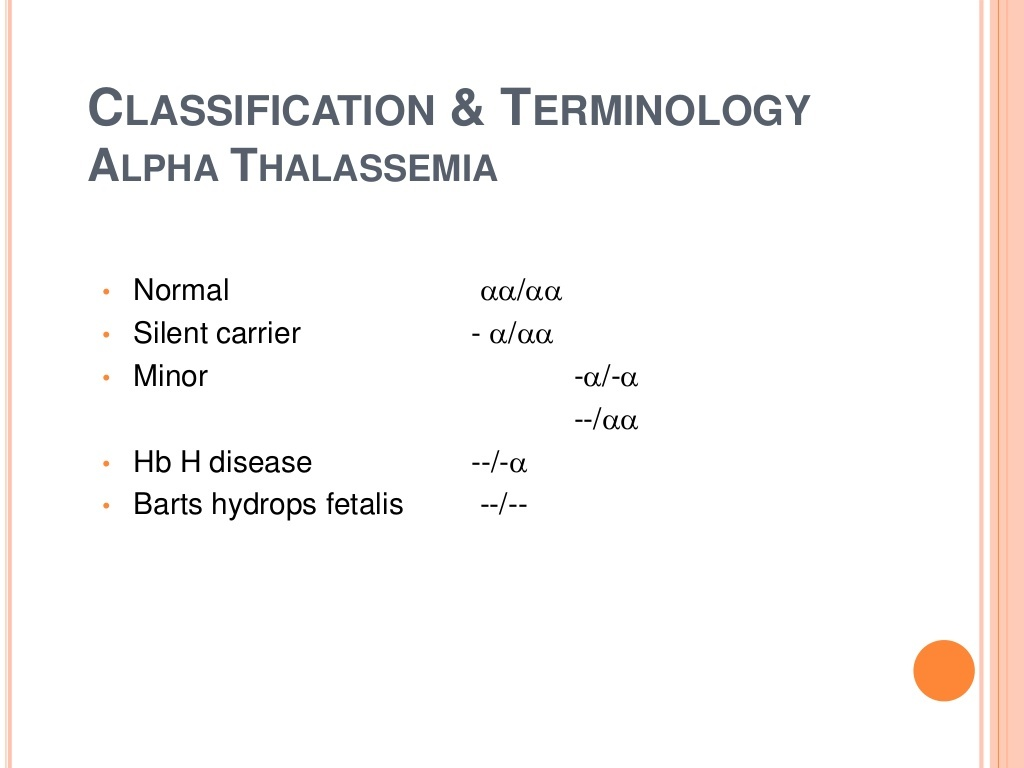 CLASSIFICATION & TERMINOLOGY
ALPHA THALASSEMIA
• Normal αα/αα
• Silent carrier - α/αα
• Minor -α/-α
--/αα
• Hb H disease --/-α
• Barts hydrops fetalis --/--